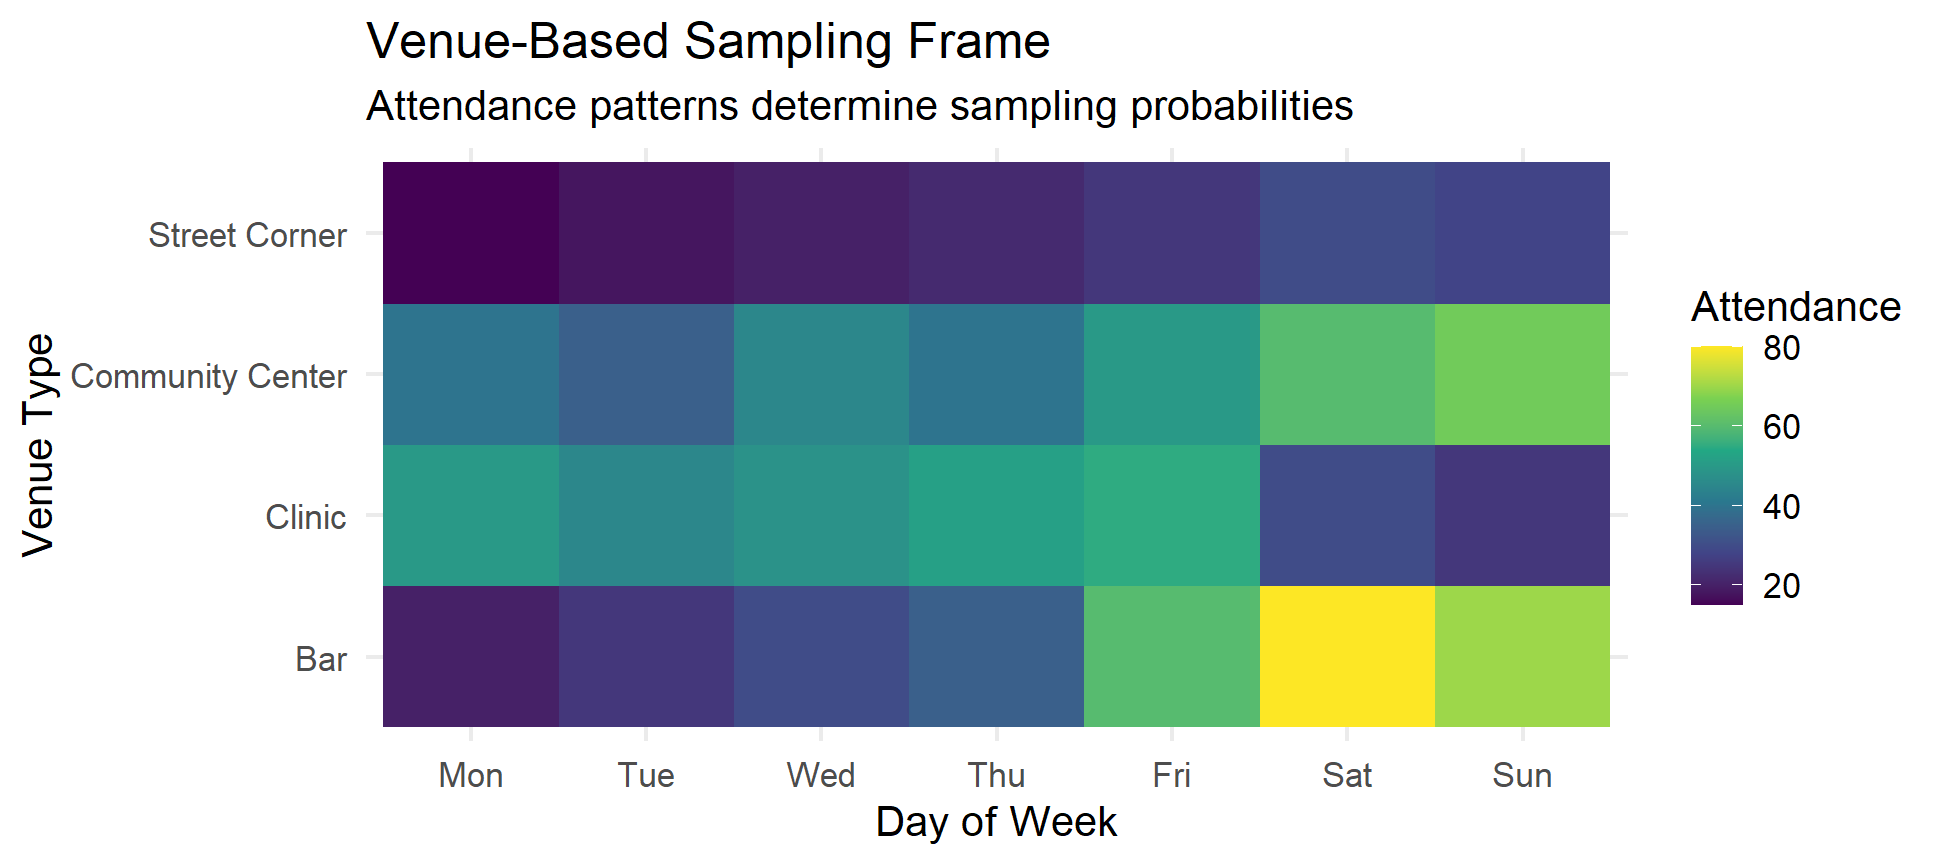 Venue-Based Sampling Frame
Attendance patterns determine sampling probabilities
Venue Type
Street Corner
Community Center
Clinic
Bar
Mon Tue Wed Thu Fri Sat Sun
Day of Week
Attendance
80
60
40
20